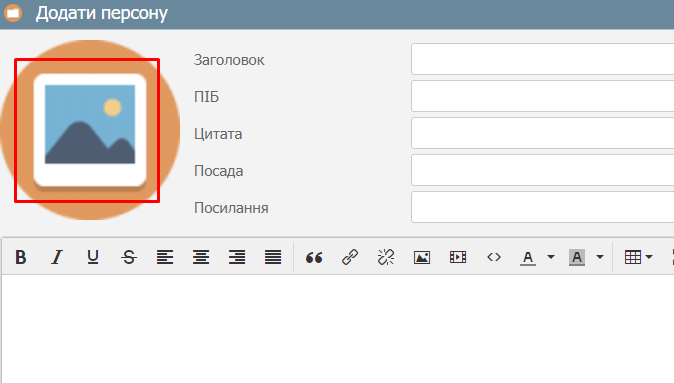 Додати персону
Заголовок
ПІБ
Цитата
Посада
Посилання
B I U S A A